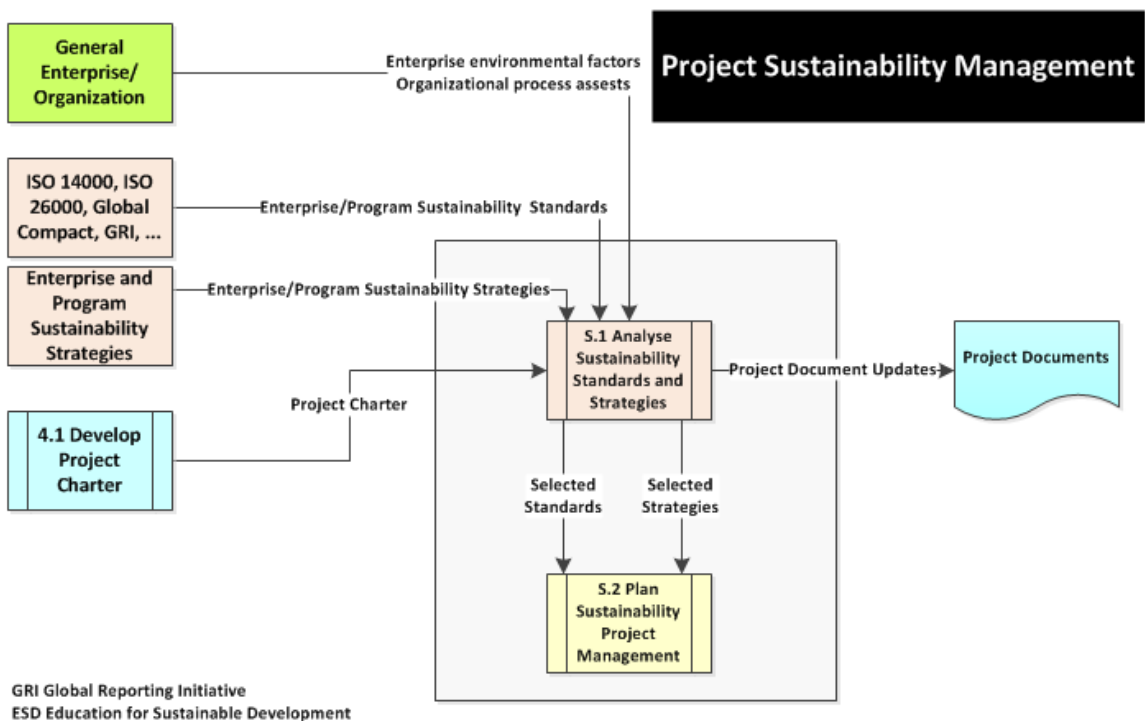 General
Enterprise/
Organization
Enterprise environmental factors
Organizational process assests
Project Sustainability Management
ISO 14000, ISO
26000, Global
Compact, GRI, ...
Enterprise/Program Sustainability Standards
Enterprise and
Program
Sustainability
Strategies
Enterprise/Program Sustainability Strategies
S.1 Analyse
Sustainability
Standards and
Strategies
Project Document Updates
Project Documents
Project Charter
4.1 Develop
Project
Charter
Selected
Standards
Selected
Strategies
S.2 Plan
Sustainability
Project
Management
GRI Global Reporting Initiative
ESD Education for Sustainable Development